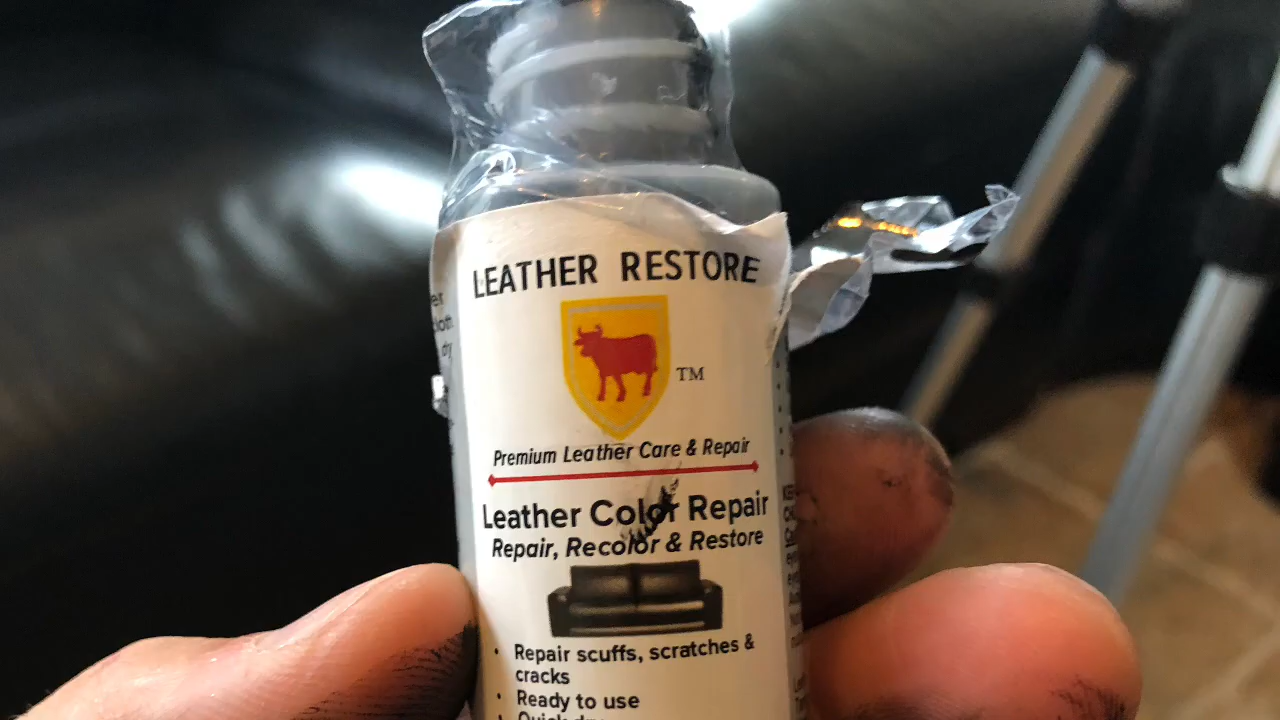 LEATHER RESTORE
TM
Premium Leather Care & Repair
Leather Color Repair
Repair, Recolor & Restore
• Repair scuffs, scratches &
cracks
• Ready to use